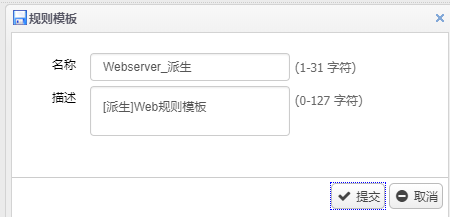 规则模板
名称 Webserver_派生 (1-31 字符)
描述 [派生]Web规则模板 (0-127 字符)
提交 取消